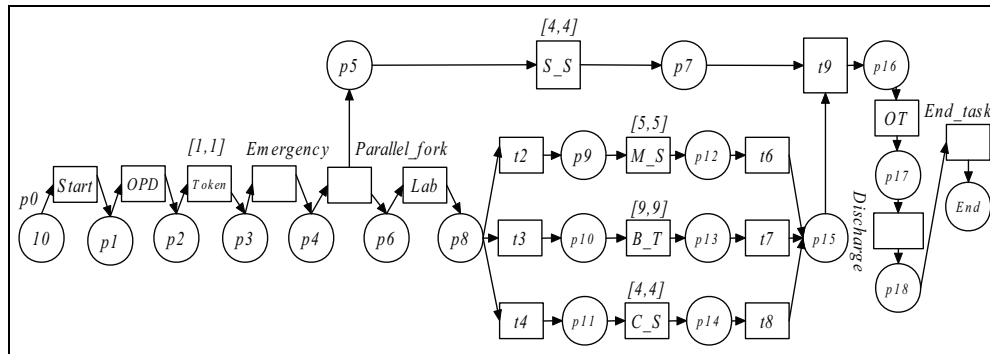 [4,4]
p5
S_S
p7
t9
p16
OT
End_task
[1,1]
Emergency
Parallel_fork
[5,5]
t2
p9
M_S
p12
t6
p17
p0
Start
OPD
Token
Lab
End
10
p1
p2
p3
p4
p6
p8
[9,9]
t3
p10
B_T
p13
t7
p15
Discharge
p18
[4,4]
t4
p11
C_S
p14
t8